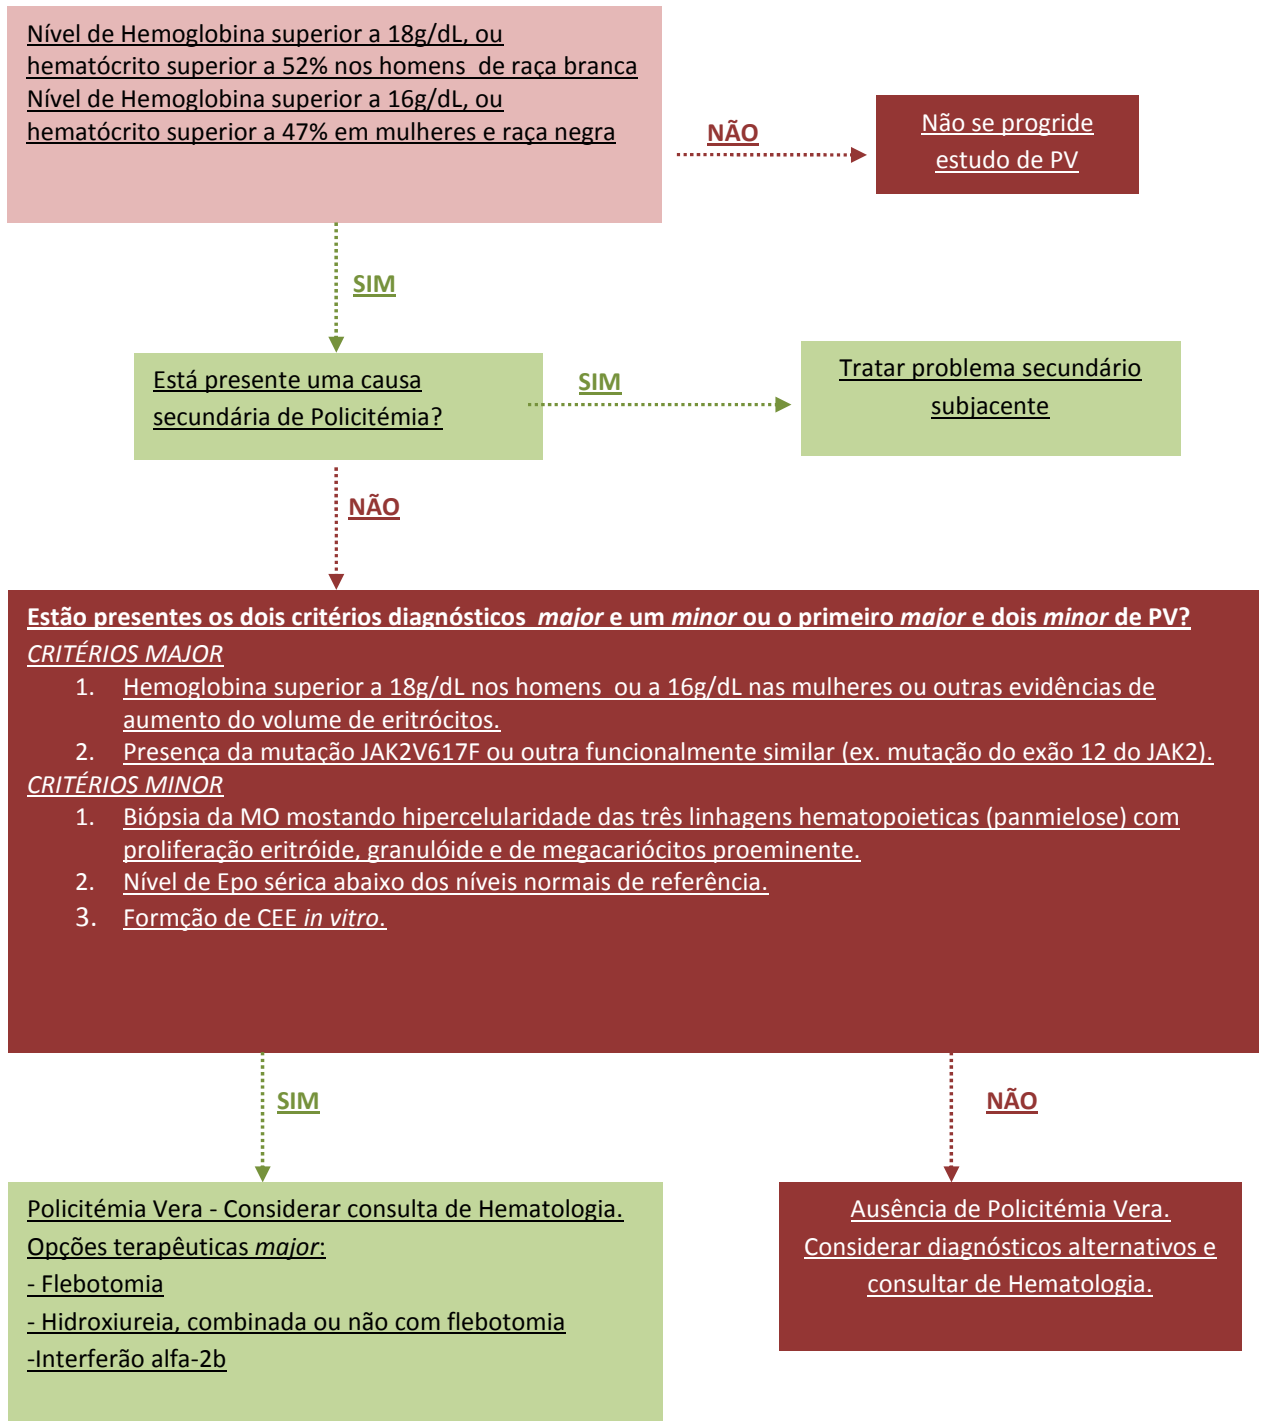 Nível de Hemoglobina superior a 18g/dL, ou
hematócrito superior a 52% nos homens  de raça branca
Nível de Hemoglobina superior a 16g/dL, ou
hematócrito superior a 47% em mulheres e raça negra
NÃO
Não se progride
estudo de PV
SIM
Está presente uma causa
secundária de Policitémia?
SIM
Tratar problema secundário
subjacente
NÃO
Estão presentes os dois critérios diagnósticos  major e um minor ou o primeiro major e dois minor de PV?
CRITÉRIOS MAJOR
1. Hemoglobina superior a 18g/dL nos homens  ou a 16g/dL nas mulheres ou outras evidências de
aumento do volume de eritrócitos.
2. Presença da mutação JAK2V617F ou outra funcionalmente similar (ex. mutação do exão 12 do JAK2).
CRITÉRIOS MINOR
1. Biópsia da MO mostando hipercelularidade das três linhagens hematopoieticas (panmielose) com
proliferação eritróide, granulóide e de megacariócitos proeminente.
2. Nível de Epo sérica abaixo dos níveis normais de referência.
3. Formção de CEE in vitro.
SIM
NÃO
Policitémia Vera - Considerar consulta de Hematologia.
Opções terapêuticas major:
- Flebotomia
- Hidroxiureia, combinada ou não com flebotomia
-Interferão alfa-2b
Ausência de Policitémia Vera.
Considerar diagnósticos alternativos e
consultar de Hematologia.